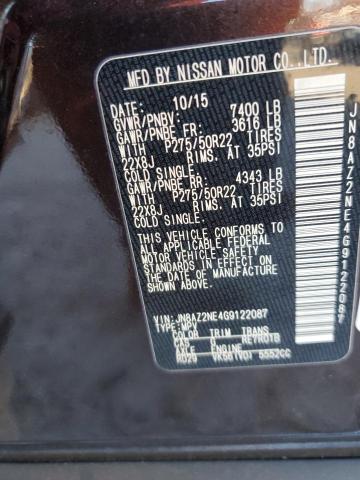 MFD BY NISSAN MOTOR CO.,LTD.
DATE: 10/15
GVWR/PNBV: 7400 LB
GAWR/PNBE FR: 3616 LB
WITH P275/50R22 TIRES
22X8J RIMS, AT 35PSI
COLD SINGLE.
GAWR/PNBE RR: 4343 LB
WITH P275/50R22 TIRES
22X8J RIMS, AT 35PSI
COLD SINGLE.
THIS VEHICLE CONFORMS TO
ALL APPLICABLE FEDERAL
MOTOR VEHICLE SAFETY
STANDARDS IN EFFECT ON
THE DATE OF MANUFACTURE
SHOWN ABOVE.
VIN: JN8AZ2NE4G9122087
TYPE: MPV
COLOR TRIM TRANS
RE7R01B
AXLE ENGINE
VK56(VD) 5552CC
JN8AZ2NE4G9122087